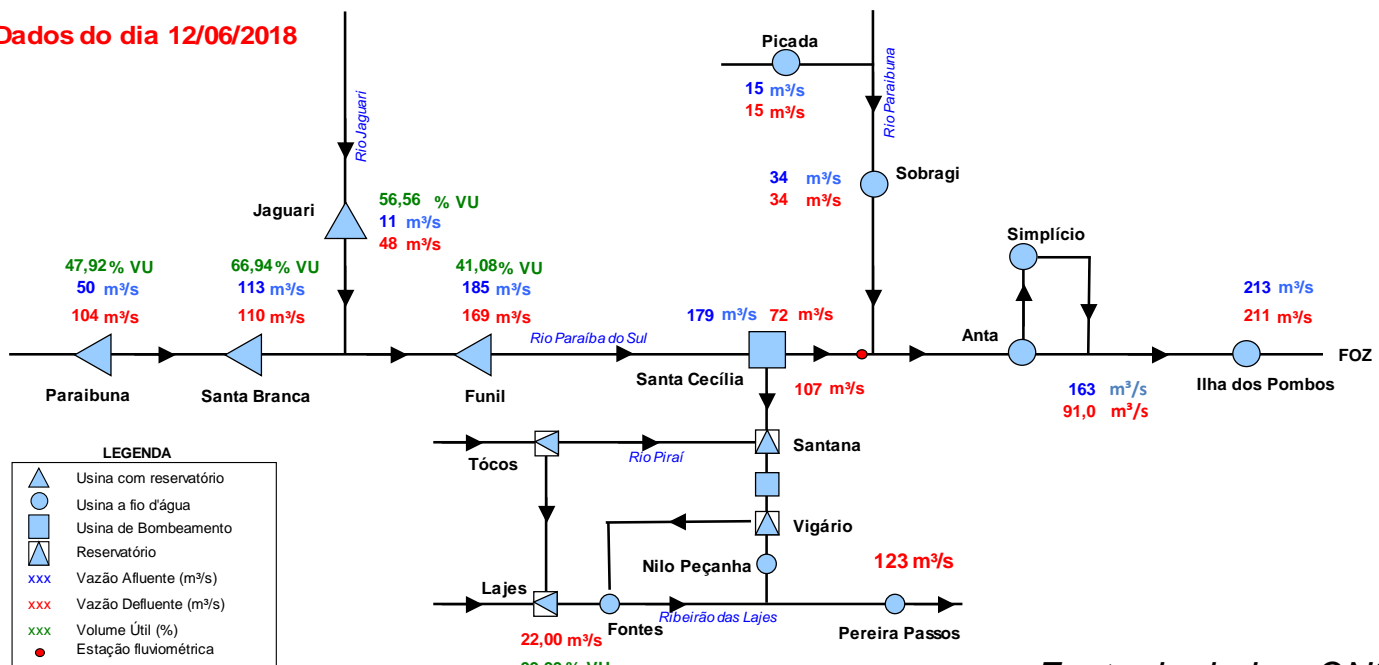 Dados do dia 12/06/2018
Picada
15 m³/s
15 m³/s
Rio Paraibuna
Rio Jaguari
Sobragi
34 m³/s
34 m³/s
Jaguari
56,56 % VU
11 m³/s
48 m³/s
Simplício
47,92 % VU
50 m³/s
104 m³/s
66,94 % VU
113 m³/s
110 m³/s
41,08 % VU
185 m³/s
169 m³/s
179 m³/s 72 m³/s
213 m³/s
211 m³/s
Rio Paraíba do Sul
Anta
FOZ
Paraibuna
Santa Branca
Funil
Santa Cecília
107 m³/s
163 m³/s
91,0 m³/s
Ilha dos Pombos
Tócos
Rio Piraí
Santana
Vigário
Nilo Peçanha
123 m³/s
Lajes
Fontes
Ribeirão das Lajes
Pereira Passos
22,00 m³/s
% VU
LEGENDA
Usina com reservatório
Usina a fio d'água
Usina de Bombeamento
Reservatório
xxx Vazão Afluente (m³/s)
xxx Vazão Defluente (m³/s)
xxx Volume Útil (%)
Estação fluviométrica